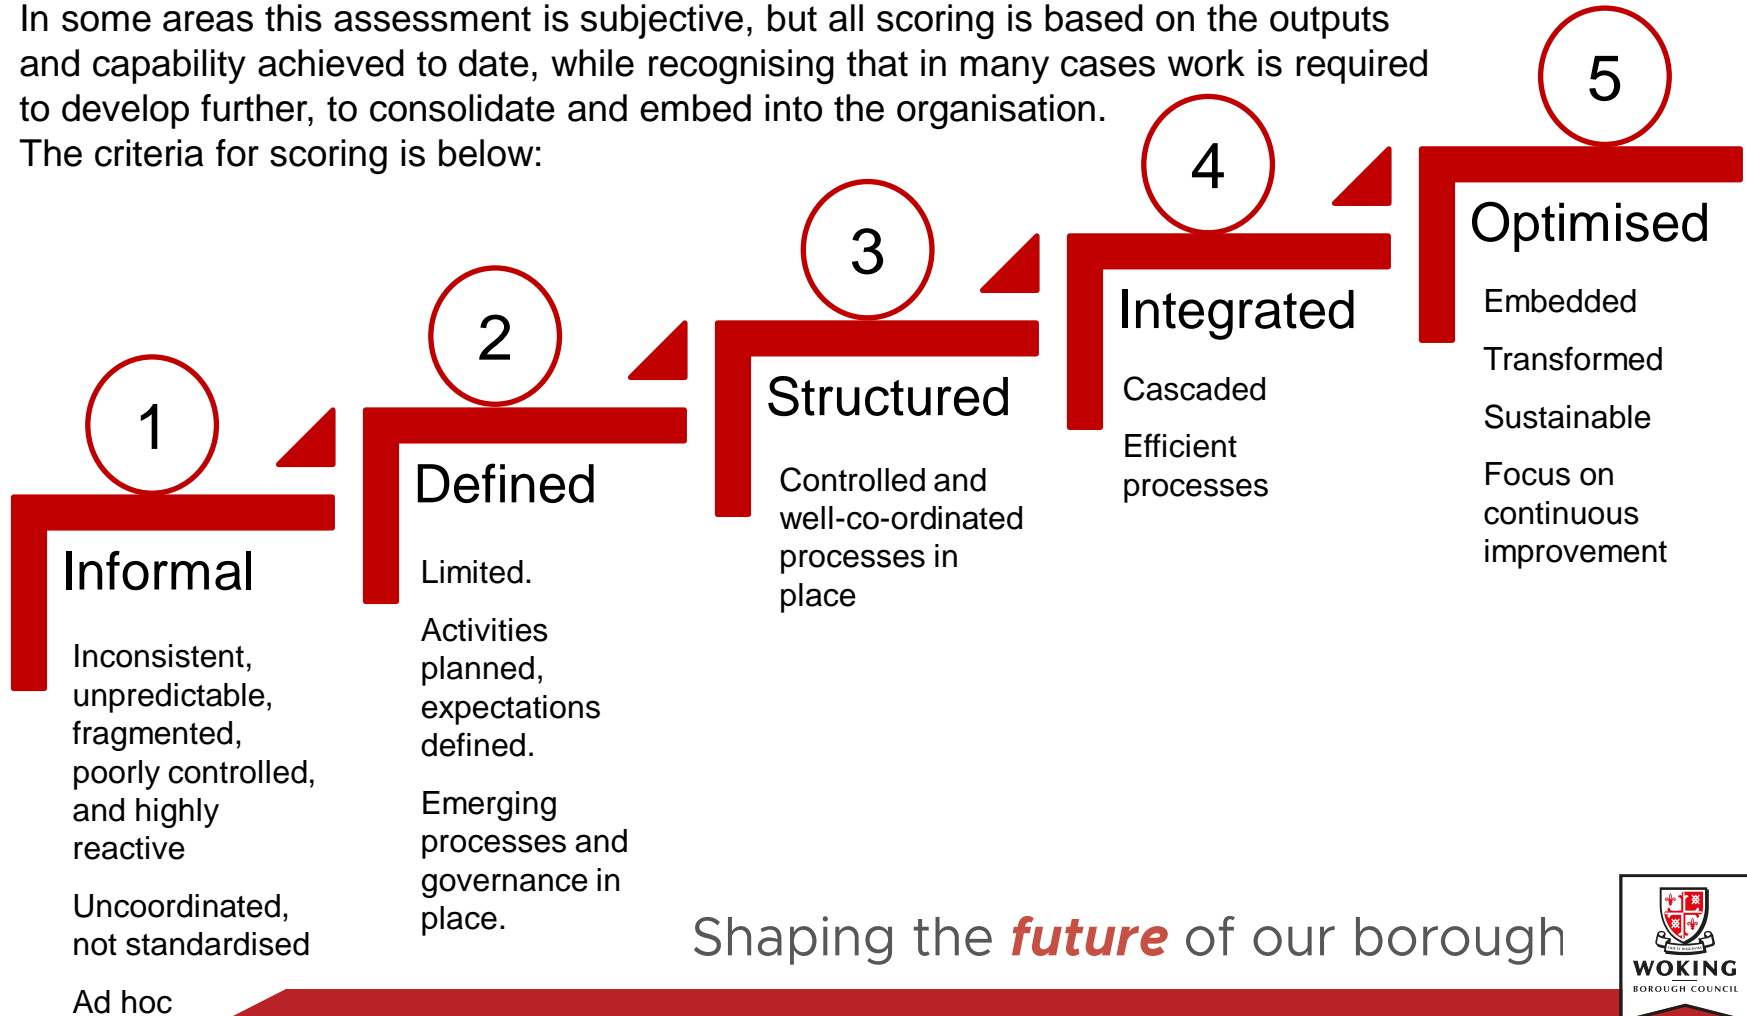 In some areas this assessment is subjective, but all scoring is based on the outputs
and capability achieved to date, while recognising that in many cases work is required
to develop further, to consolidate and embed into the organisation.
The criteria for scoring is below:
1
Informal
Inconsistent,
unpredictable,
fragmented,
poorly controlled,
and highly
reactive
Uncoordinated,
not standardised
Ad hoc
2
Defined
Limited.
Activities
planned,
expectations
defined.
Emerging
processes and
governance in
place.
3
Structured
Controlled and
well-co-ordinated
processes in
place
4
Integrated
Cascaded
Efficient
processes
5
Optimised
Embedded
Transformed
Sustainable
Focus on
continuous
improvement
Shaping the future of our borough
WOKING
BOROUGH COUNCIL